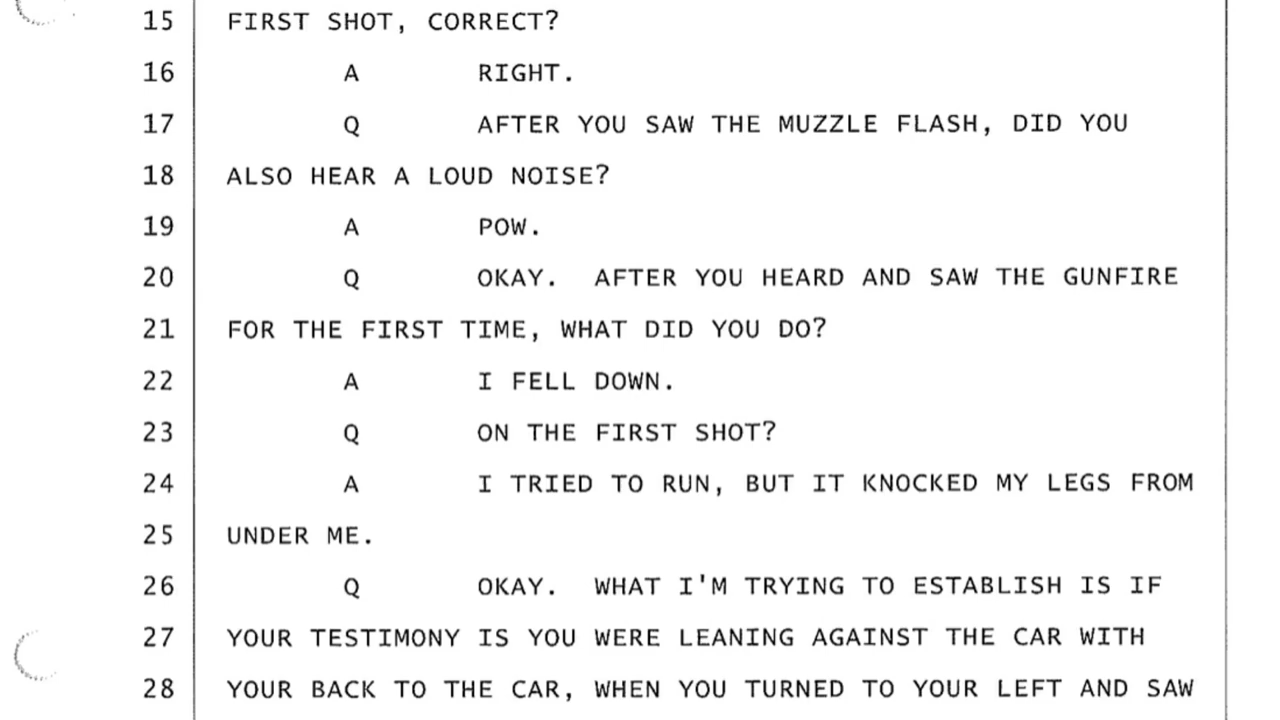 15 FIRST SHOT, CORRECT?
16 A RIGHT.
17 Q AFTER YOU SAW THE MUZZLE FLASH, DID YOU
18 ALSO HEAR A LOUD NOISE?
19 A POW.
20 Q OKAY. AFTER YOU HEARD AND SAW THE GUNFIRE
21 FOR THE FIRST TIME, WHAT DID YOU DO?
22 A I FELL DOWN.
23 Q ON THE FIRST SHOT?
24 A I TRIED TO RUN, BUT IT KNOCKED MY LEGS FROM
25 UNDER ME.
26 Q OKAY. WHAT I'M TRYING TO ESTABLISH IS IF
27 YOUR TESTIMONY IS YOU WERE LEANING AGAINST THE CAR WITH
28 YOUR BACK TO THE CAR, WHEN YOU TURNED TO YOUR LEFT AND SAW